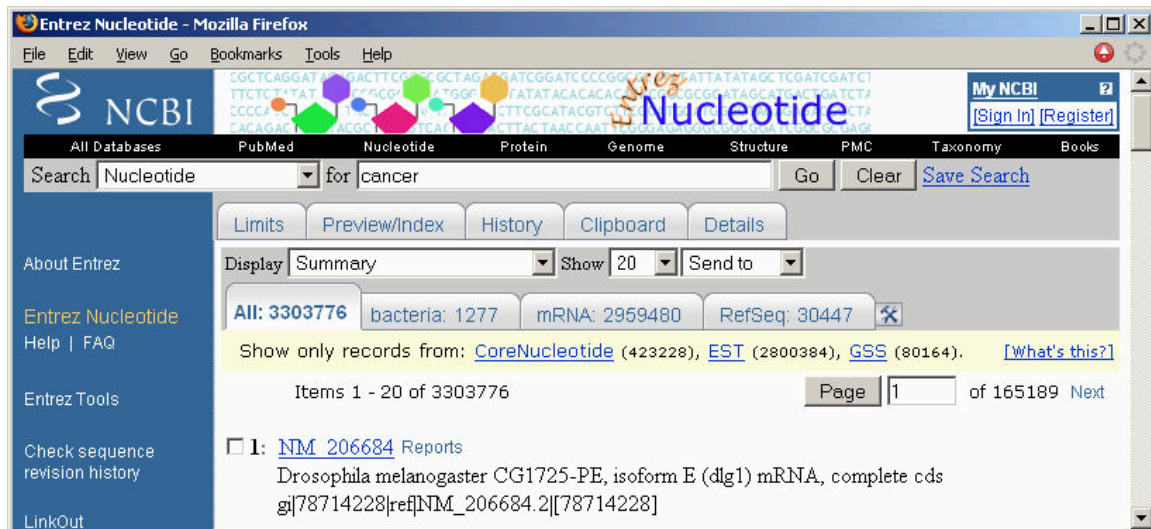 Entrez Nucleotide - Mozilla Firefox
File Edit View Go Bookmarks Tools Help
NCBI
Entrez Nucleotide
My NCBI ?
[Sign In] [Register]
All Databases PubMed Nucleotide Protein Genome Structure PMC Taxonomy Books
Search Nucleotide for cancer Go Clear Save Search
Limits Preview/Index History Clipboard Details
About Entrez
Display Summary Show 20 Send to
All: 3303776 bacteria: 1277 mRNA: 2959480 RefSeq: 30447
Entrez Nucleotide
Help | FAQ
Show only records from: CoreNucleotide (423228), EST (2800384), GSS (80164). [What's this?]
Items 1 - 20 of 3303776 Page 1 of 165189 Next
Entrez Tools
Check sequence
revision history
1: NM_206684 Reports
Drosophila melanogaster CG1725-PE, isoform E (dlg1) mRNA, complete cds
gi|78714228|ref|NM_206684.2|[78714228]
LinkOut